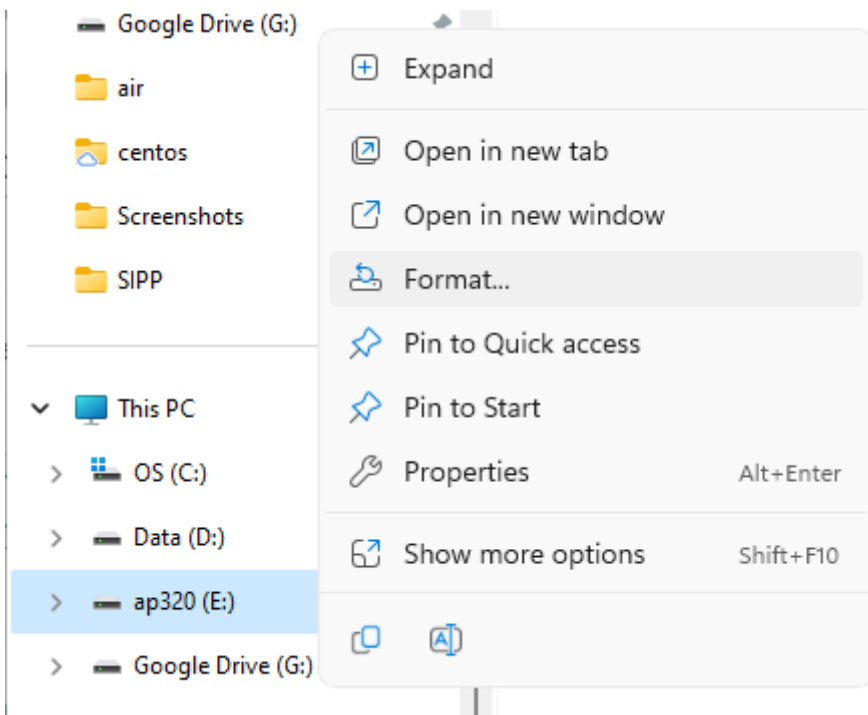 Google Drive (G:)
air
centos
Screenshots
SIPP
This PC
OS (C:)
Data (D:)
ap320 (E:)
Google Drive (G:)
Expand
Open in new tab
Open in new window
Format...
Pin to Quick access
Pin to Start
Properties Alt+Enter
Show more options Shift+F10